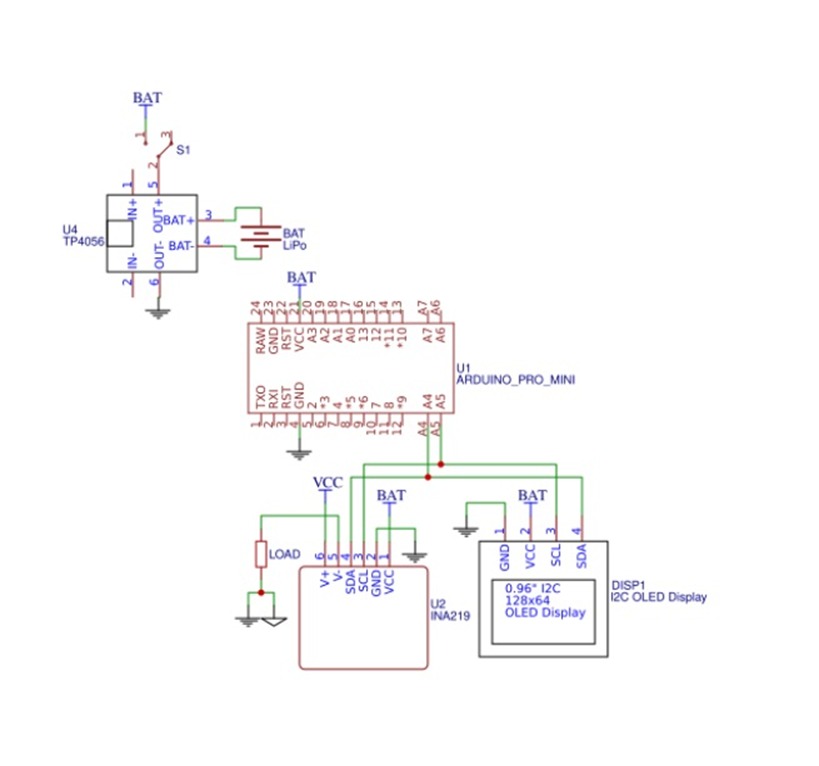 BAT
1
3
S1
2
1
5
IN+
OUT+
BAT+
3
U4
TP4056
BAT-
4
BAT
LiPo
IN-
OUT-
2
6
BAT
24 23 22 21 20 19 18 17 16 15 14 13 A7 A6
RAW GND RST VCC A3 A2 A1 A0 13 12 *11 *10 A7 A6
U1
ARDUINO_PRO_MINI
TXO RXI RST GND 2 *3 4 *5 *6 7 8 *9 A4 A5
1 2 3 4 5 6 7 8 9 10 11 12 A4 A5
VCC
BAT
BAT
LOAD
6 5 4 3 2 1
V+ V- SDA SCL GND VCC
U2
INA219
1 2 3 4
GND VCC SCL SDA
0.96" I2C
128x64
OLED Display
DISP1
I2C OLED Display